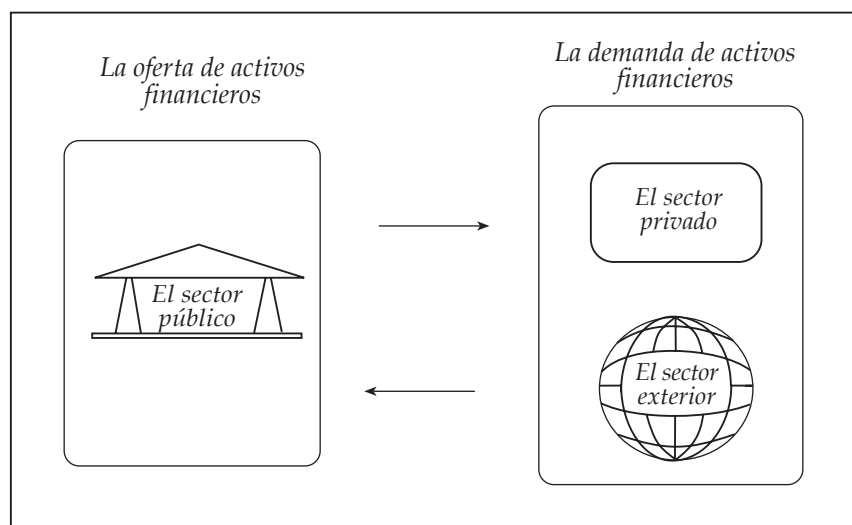 La oferta de activos
financieros
La demanda de activos
financieros
El sector
público
El sector
privado
El sector
exterior